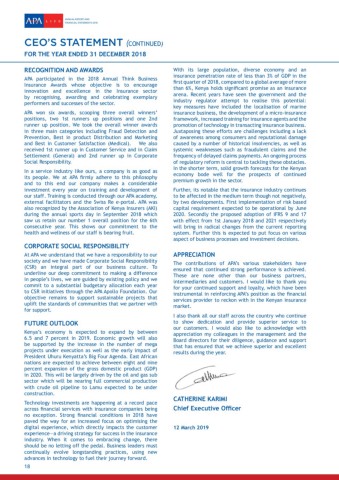 APA LIFE
ANNUAL REPORT AND
FINANCIAL STATEMENTS 2018
CEO'S STATEMENT (CONTINUED)
FOR THE YEAR ENDED 31 DECEMBER 2018
RECOGNITION AND AWARDS
APA participated in the 2018 Annual Think Business
Insurance Awards whose objective is to encourage
innovation and excellence in the insurance sector
by recognising, awarding and celebrating exemplary
performers and successes of the sector.
APA won six awards, scooping three overall winners'
positions, two 1st runners up positions and one 2nd
runner up position. We took the overall winner awards
in three main categories including Fraud Detection and
Prevention, Best in product Distribution and Marketing
and Best in Customer Satisfaction (Medical). We also
received 1st runner up in Customer Service and in Claim
Settlement (General) and 2nd runner up in Corporate
Social Responsibility.
In a service industry like ours, a company is as good as
its people. We at APA firmly adhere to this philosophy
and to this end our company makes a considerable
investment every year on training and development of
our staff. Training is conducted through our APA academy,
external facilitators and the Swiss Re e-portal. APA was
also recognised by the Association of Kenya Insurers (AKI)
during the annual sports day in September 2018 which
saw us retain our number 1 overall position for the 6th
consecutive year. This shows our commitment to the
health and wellness of our staff is bearing fruit.
CORPORATE SOCIAL RESPONSIBILITY
At APA we understand that we have a responsibility to our
society and we have made Corporate Social Responsibility
(CSR) an integral part of our business culture. To
underline our deep commitment to making a difference
in people's lives, we are guided by existing policy and we
commit to a substantial budgetary allocation each year
to CSR initiatives through the APA Apollo Foundation. Our
objective remains to support sustainable projects that
uplift the standards of communities that we partner with
for support.
FUTURE OUTLOOK
Kenya's economy is expected to expand by between
6.5 and 7 percent in 2019. Economic growth will also
be supported by the increase in the number of mega
projects under execution as well as the early impact of
President Uhuru Kenyatta's Big Four Agenda. East African
nations are expected to achieve between eight and nine
percent expansion of the gross domestic product (GDP)
in 2020. This will be largely driven by the oil and gas sub
sector which will be nearing full commercial production
with crude oil pipeline to Lamu expected to be under
construction.
Technology investments are happening at a record pace
across financial services with insurance companies being
no exception. Strong financial conditions in 2018 have
paved the way for an increased focus on optimising the
digital experience, which directly impacts the customer
experience—a driving strategy for success in the insurance
industry. When it comes to embracing change, there
should be no letting off the pedal. Business leaders must
continually evolve longstanding practices, using new
advances in technology to fuel their journey forward.
With its large population, diverse economy and an
insurance penetration rate of less than 3% of GDP in the
first quarter of 2018, compared to a global average of more
than 6%, Kenya holds significant promise as an insurance
arena. Recent years have seen the government and the
industry regulator attempt to realise this potential:
key measures have included the localisation of marine
insurance business, the development of a micro-insurance
framework, increased training for insurance agents and the
promotion of technology in transacting insurance business.
Juxtaposing these efforts are challenges including a lack
of awareness among consumers and reputational damage
caused by a number of historical insolvencies, as well as
systemic weaknesses such as fraudulent claims and the
frequency of delayed claims payments. An ongoing process
of regulatory reform is central to tackling these obstacles.
In the shorter term, solid growth forecasts for the Kenyan
economy bode well for the prospects of continued
premium growth in the sector.
Further, its notable that the insurance industry continues
to be affected in the medium term though not negatively,
by two developments. First implementation of risk based
capital requirement expected to be operational by June
2020. Secondly the proposed adoption of IFRS 9 and 17
with effect from 1st January 2018 and 2021 respectively
will bring in radical changes from the current reporting
system. Further this is expected to put focus on various
aspect of business processes and investment decisions.
APPRECIATION
The contributions of APA's various stakeholders have
ensured that continued strong performance is achieved.
These are none other than our business partners,
intermediaries and customers. I would like to thank you
for your continued support and loyalty, which have been
instrumental in reinforcing APA's position as the financial
services provider to reckon with in the Kenyan insurance
market.
I also thank all our staff across the country who continue
to show dedication and provide superior service to
our customers. I would also like to acknowledge with
appreciation my colleagues in the management and the
Board directors for their diligence, guidance and support
that has ensured that we achieve superior and excellent
results during the year.
CATHERINE KARIMI
Chief Executive Officer
12 March 2019
18